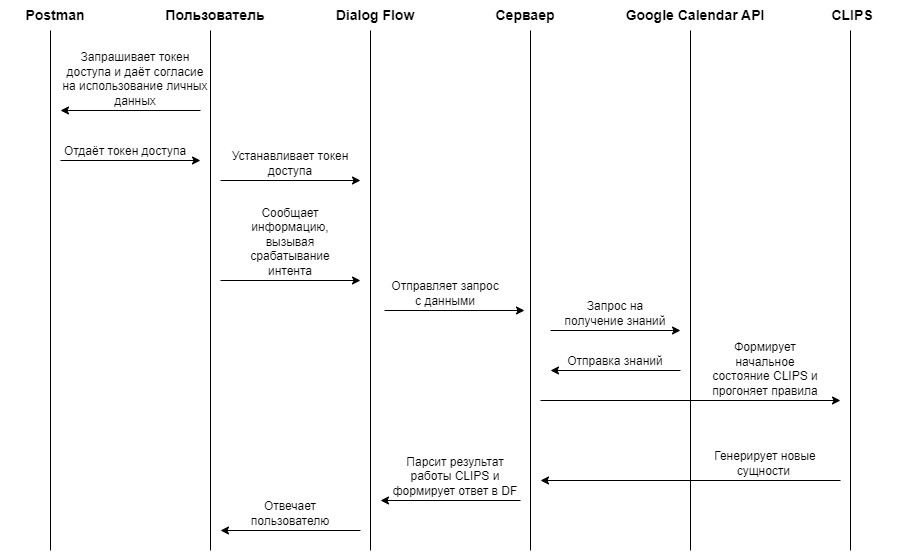 Postman
Пользователь
Dialog Flow
Серваер
Google Calendar API
CLIPS
Запрашивает токен
доступа и даёт согласие
на использование личных
данных
Отдаёт токен доступа
Устанавливает токен
доступа
Сообщает
информацию,
вызывая
срабатывание
интента
Отправляет запрос
с данными
Запрос на
получение знаний
Отправка знаний
Формирует
начальное
состояние CLIPS и
прогоняет правила
Генерирует новые
сущности
Парсит результат
работы CLIPS и
формирует ответ в DF
Отвечает
пользователю